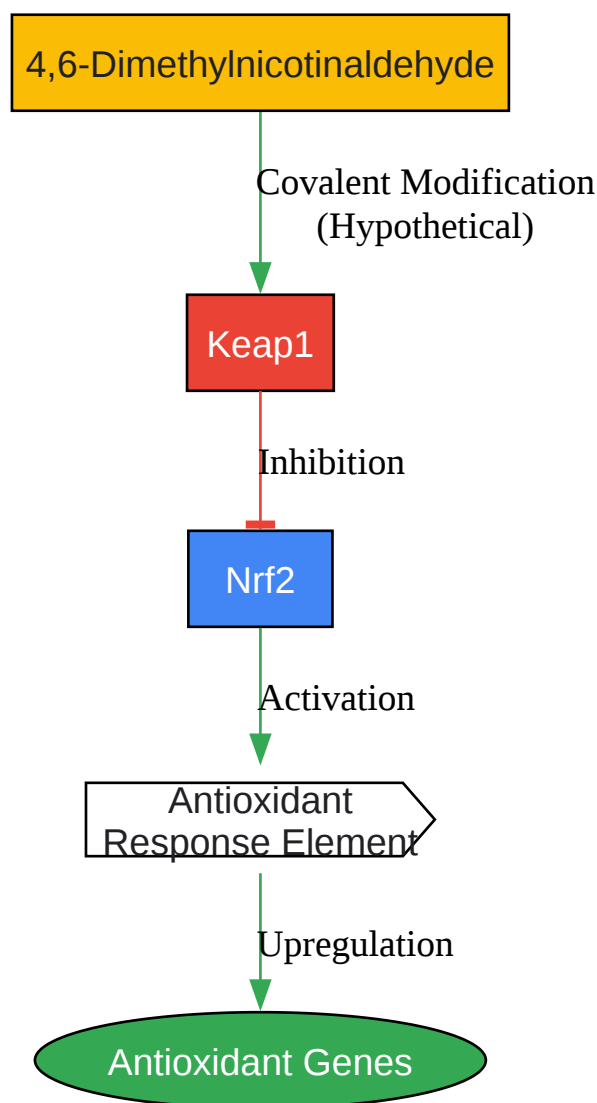 4,6-Dimethylnicotinaldehyde
Covalent Modification
(Hypothetical)
Keap1
Inhibition
Nrf2
Activation
Antioxidant
Response Element
Upregulation
Antioxidant Genes